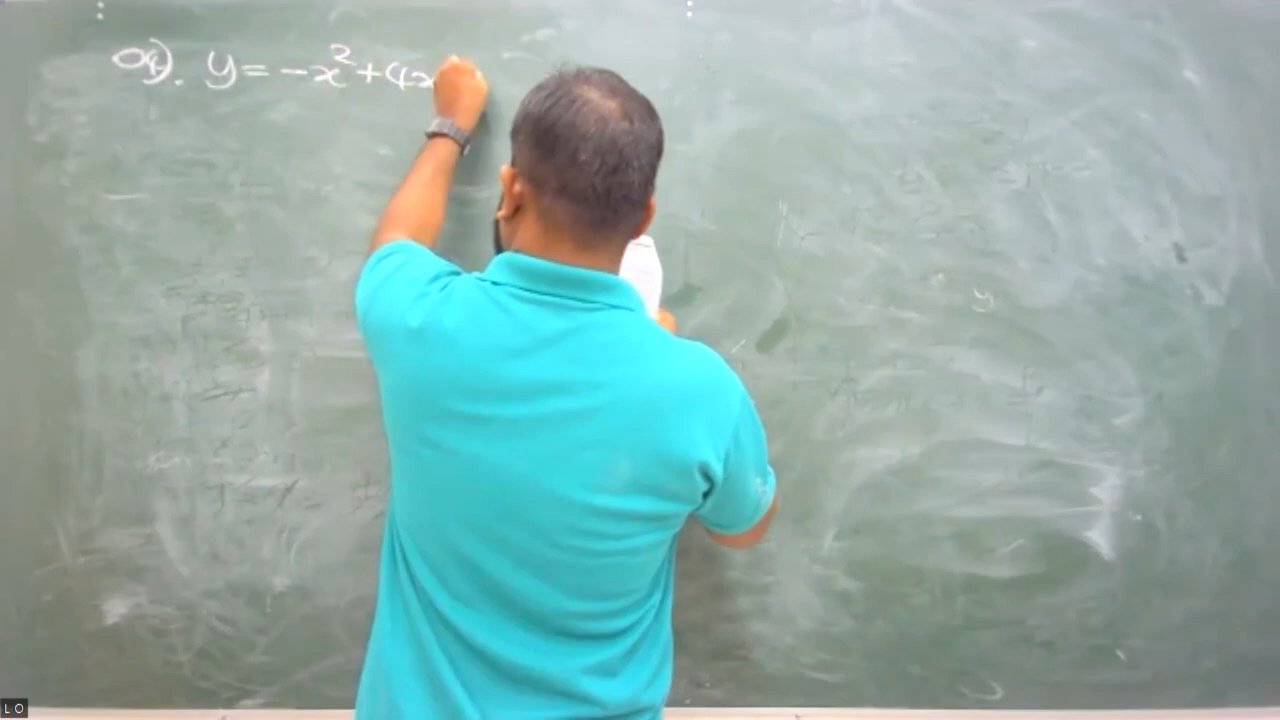 y = -x² + 4x
L O